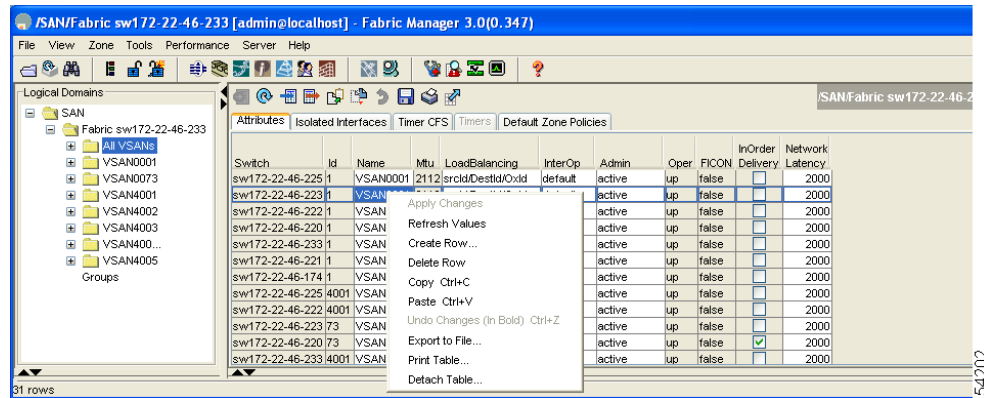 /SAN/Fabric sw172-22-46-233 [admin@localhost] - Fabric Manager 3.0(0.347)
File View Zone Tools Performance Server Help
Logical Domains
SAN
Fabric sw172-22-46-233
All VSANs
VSAN0001
VSAN0073
VSAN4001
VSAN4002
VSAN4003
VSAN400...
VSAN4005
Groups
/SAN/Fabric sw172-22-46-2
Attributes Isolated Interfaces Timer CFS Timers Default Zone Policies
Switch Id Name Mtu LoadBalancing InterOp Admin Oper FICON InOrder Delivery Network Latency
sw172-22-46-225 1 VSAN0001 2112 srcId/DestId/OxId default active up false 2000
sw172-22-46-223 1 active up false 2000
sw172-22-46-222 1 VSAN active up false 2000
sw172-22-46-220 1 VSAN active up false 2000
sw172-22-46-233 1 VSAN active up false 2000
sw172-22-46-221 1 VSAN active up false 2000
sw172-22-46-174 1 VSAN active up false 2000
sw172-22-46-225 4001 VSAN active up false 2000
sw172-22-46-222 4001 VSAN active up false 2000
sw172-22-46-223 73 VSAN active up false 2000
sw172-22-46-220 73 VSAN active up false 2000
sw172-22-46-233 4001 VSAN active up false 2000
Apply Changes
Refresh Values
Create Row...
Delete Row
Copy Ctrl+C
Paste Ctrl+V
Undo Changes (In Bold) Ctrl+Z
Export to File...
Print Table...
Detach Table...
31 rows
154202